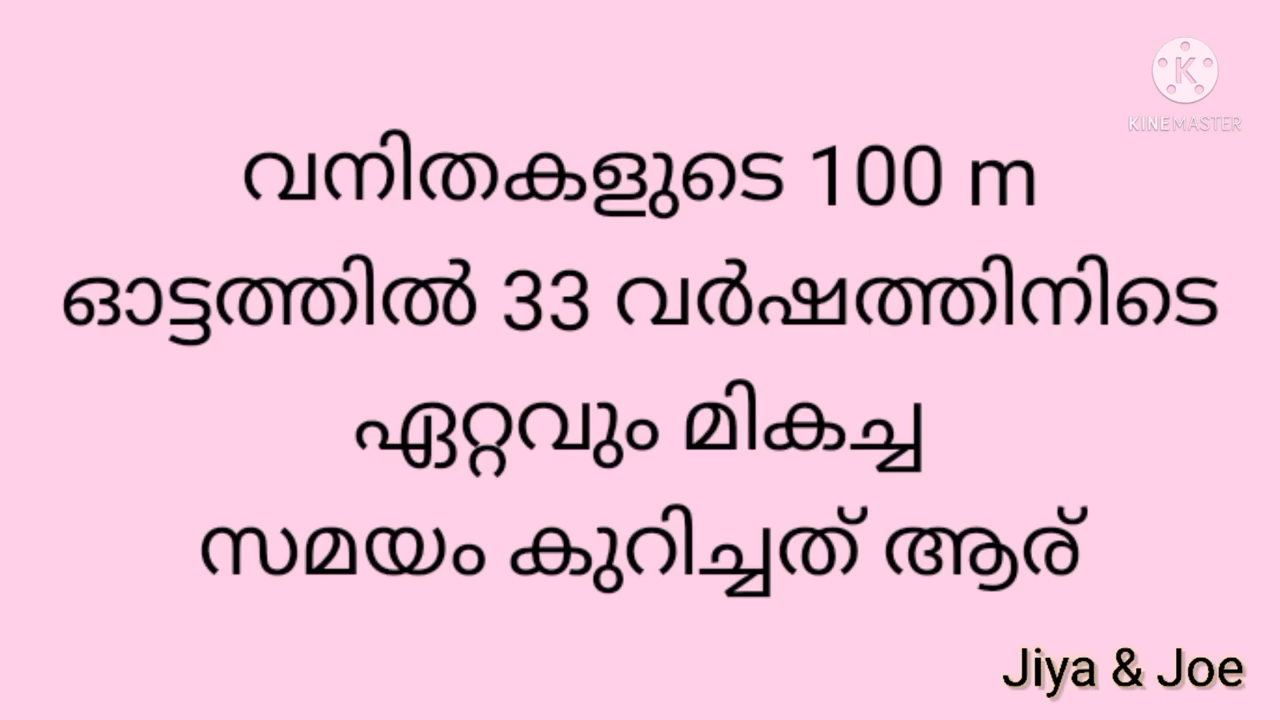 KINEMASTER
വനിതകളുടെ 100 m
ഓട്ടത്തിൽ 33 വർഷത്തിനിടെ
ഏറ്റവും മികച്ച
സമയം കുറിച്ചത് ആര്
Jiya & Joe